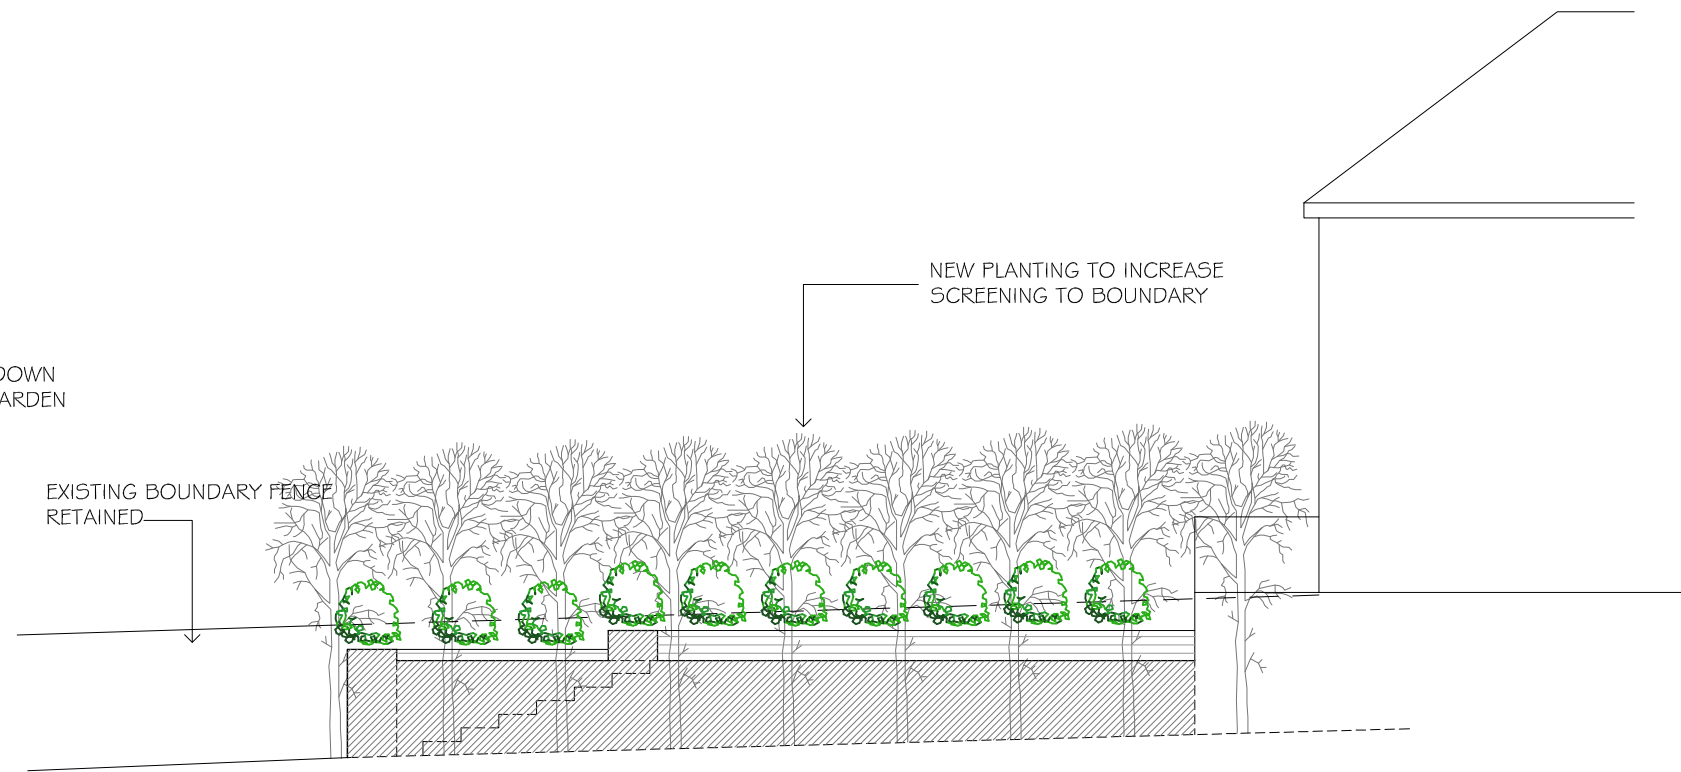 NEW PLANTING TO INCREASE
SCREENING TO BOUNDARY
DOWN
ARDEN
EXISTING BOUNDARY FENCE
RETAINED